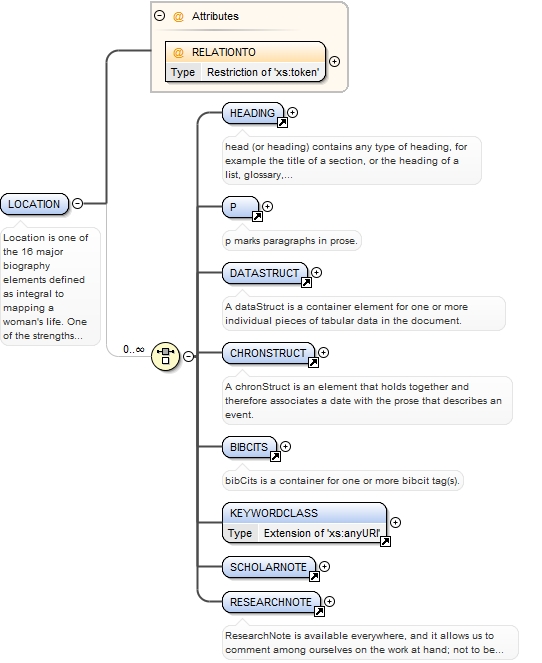 Attributes
@ RELATIONTO
Type Restriction of 'xs:token'
HEADING
head (or heading) contains any type of heading, for
example the title of a section, or the heading of a
list, glossary,...
LOCATION
Location is one of
the 16 major
biography
elements defined
as integral to
mapping a
woman's life. One
of the strengths...
P
p marks paragraphs in prose.
DATASTRUCT
A dataStruct is a container element for one or more
individual pieces of tabular data in the document.
0..∞
CHRONSTRUCT
A chronStruct is an element that holds together and
therefore associates a date with the prose that describes an
event.
BIBCITS
bibCits is a container for one or more bibcit tag(s).
KEYWORDCLASS
Type Extension of 'xs:anyURI'
SCHOLARNOTE
RESEARCHNOTE
ResearchNote is available everywhere, and it allows us to
comment among ourselves on the work at hand; not to be...